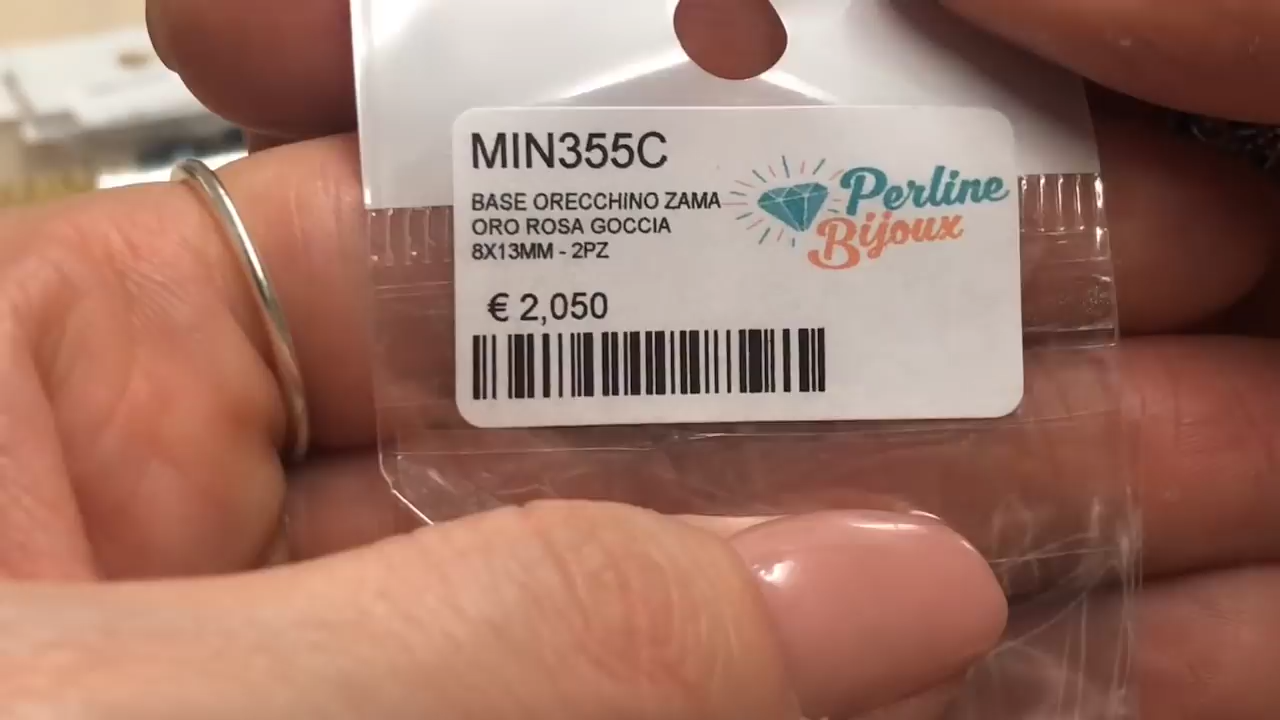 MIN355C
BASE ORECCHINO ZAMA
ORO ROSA GOCCIA
8X13MM - 2PZ
€ 2,050
Perline
Bijoux